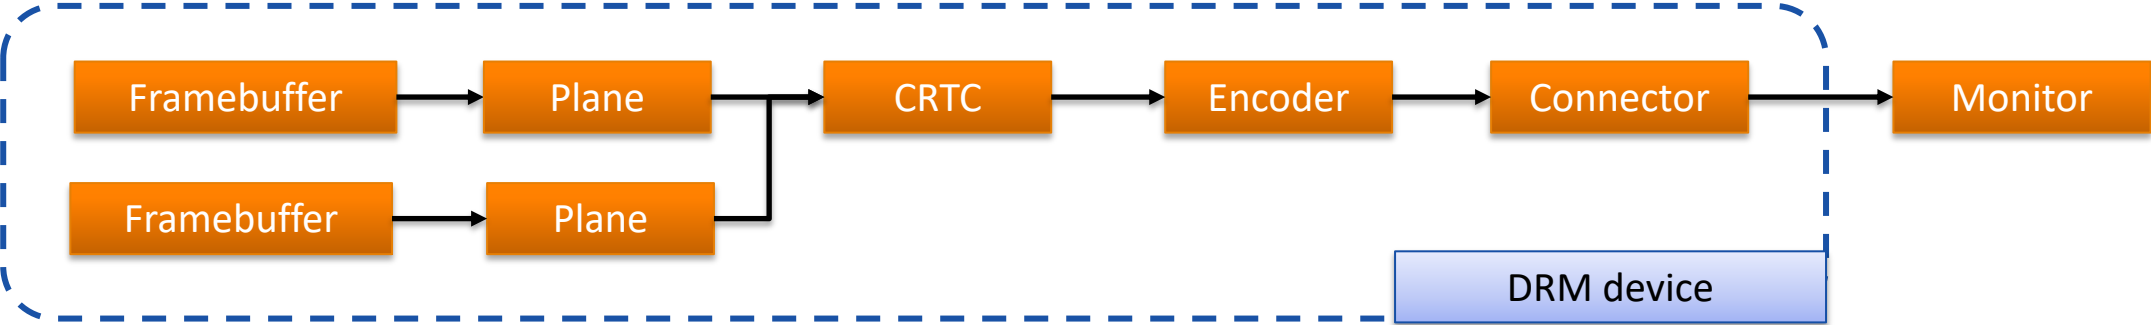 Framebuffer
Plane
CRTC
Encoder
Connector
Monitor
Framebuffer
Plane
DRM device